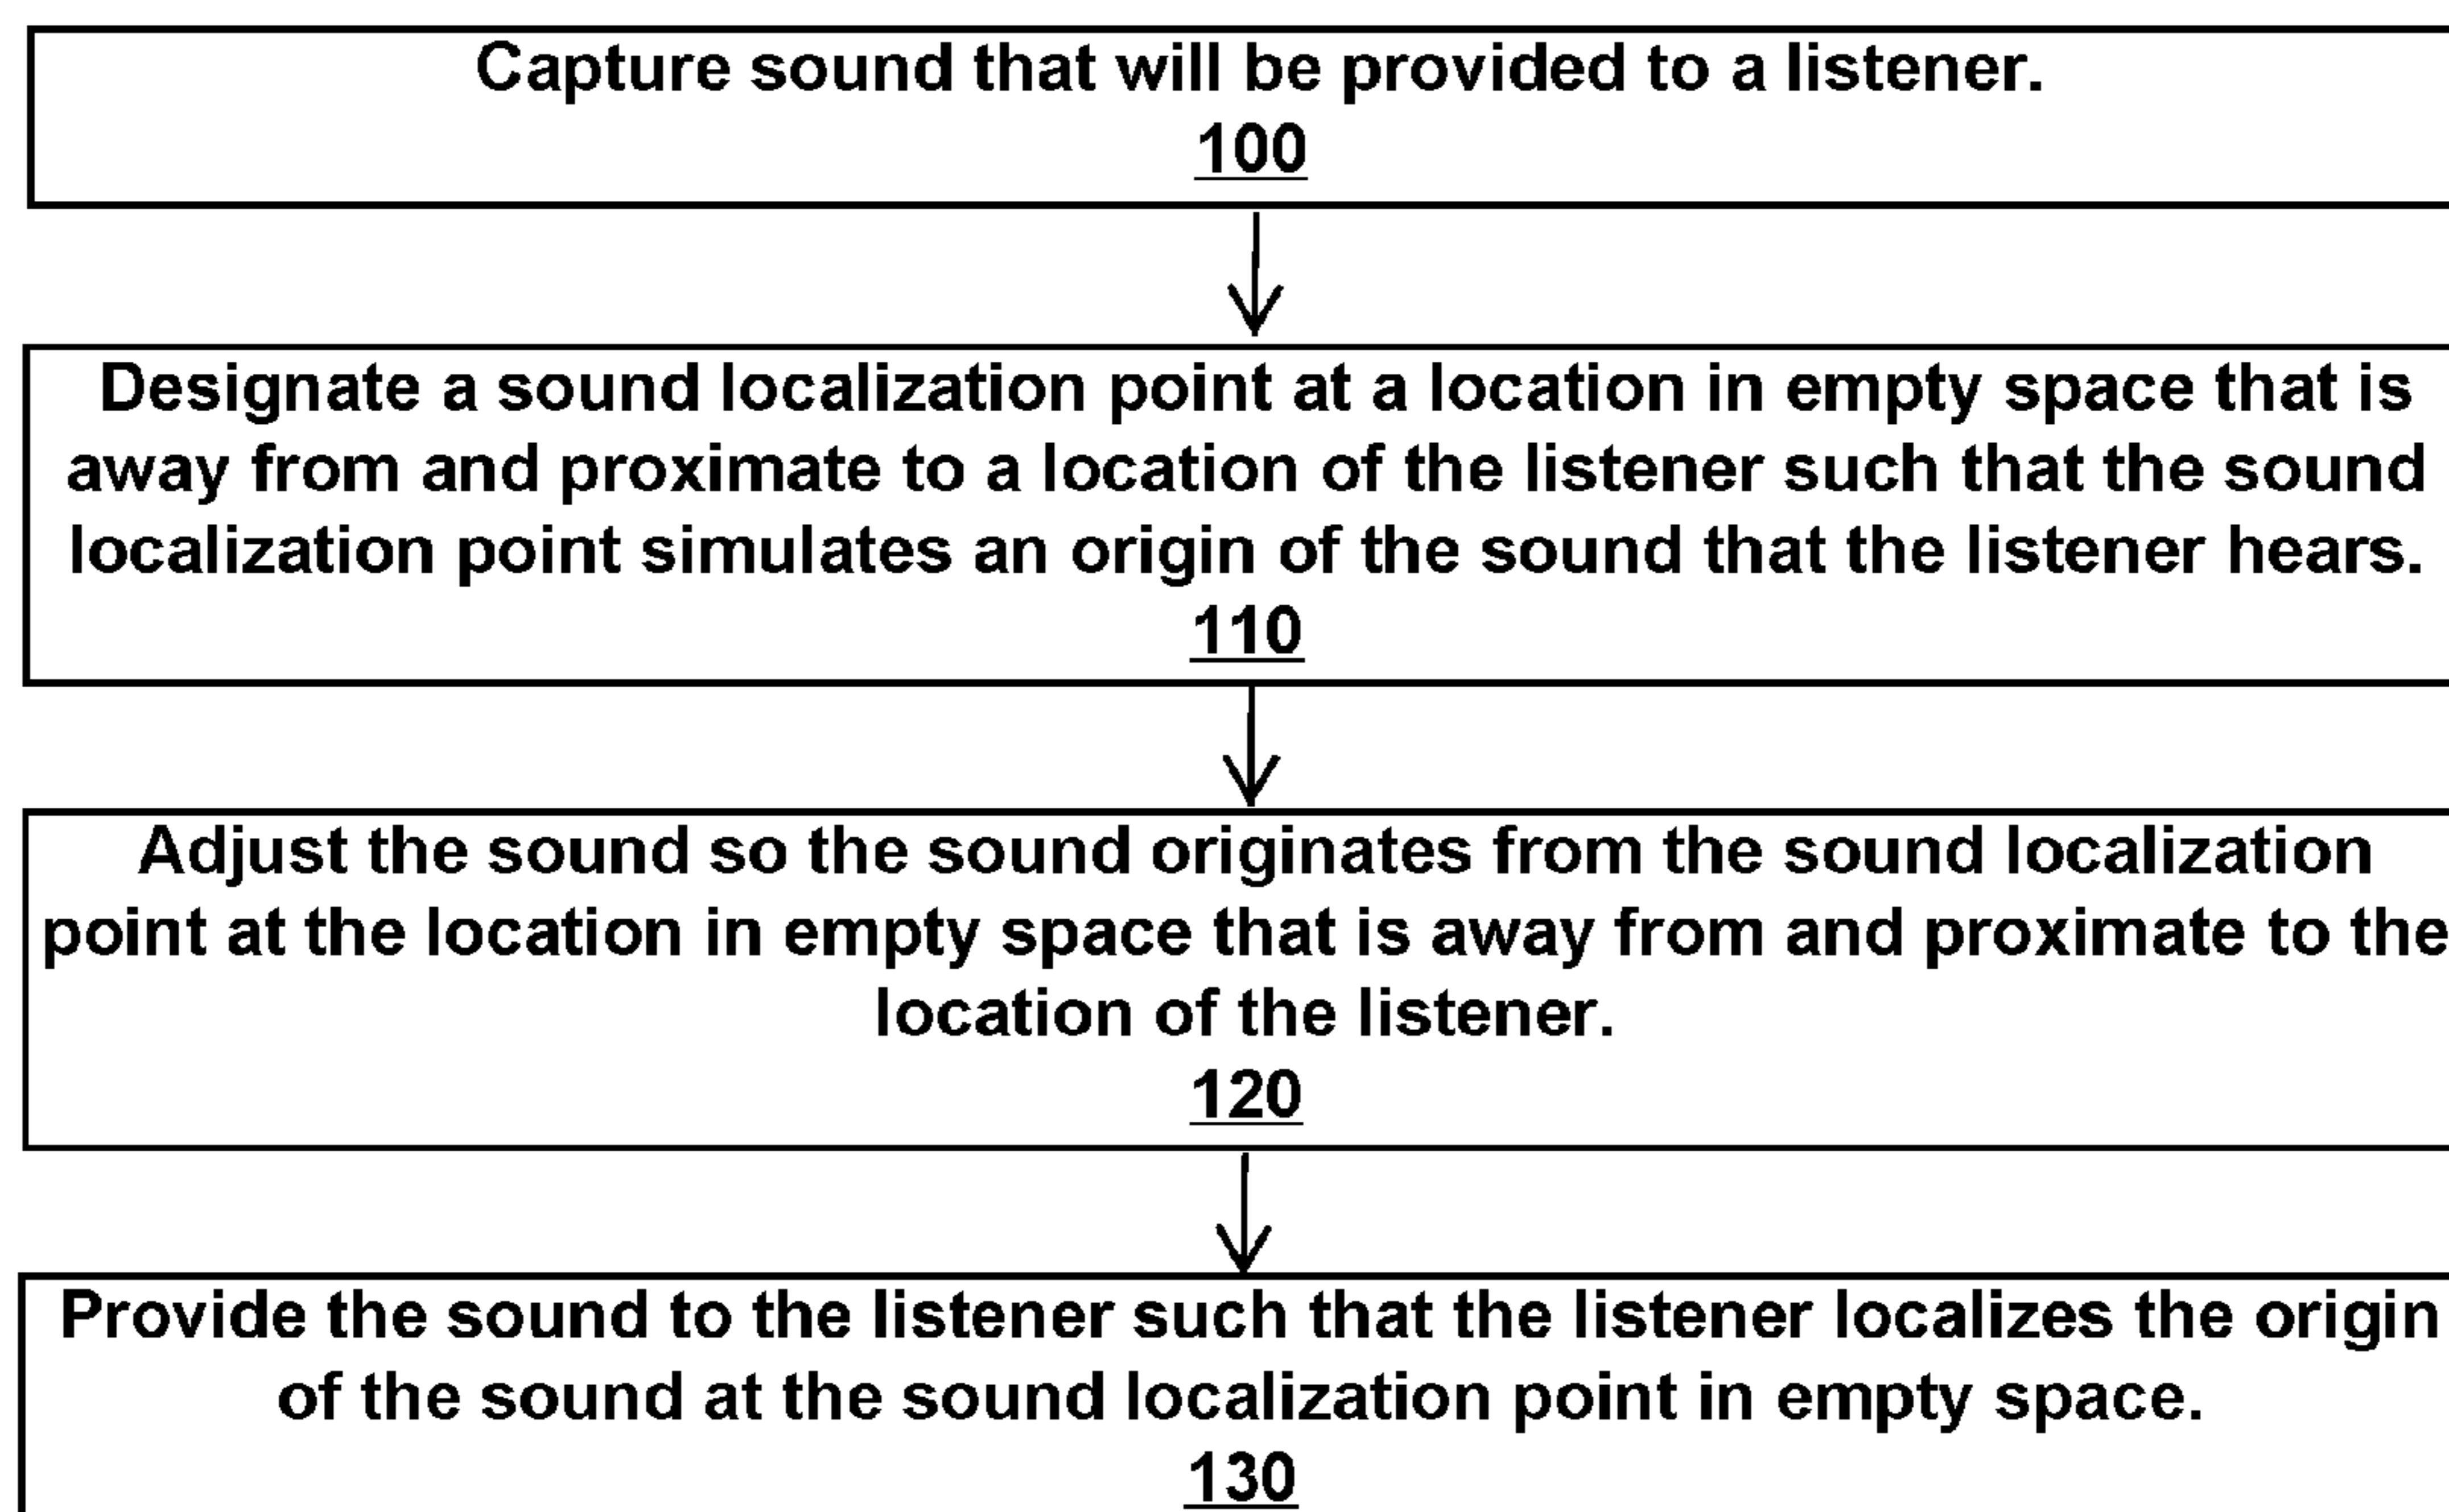 Capture sound that will be provided to a listener.
100
Designate a sound localization point at a location in empty space that is
away from and proximate to a location of the listener such that the sound
localization point simulates an origin of the sound that the listener hears.
110
Adjust the sound so the sound originates from the sound localization
point at the location in empty space that is away from and proximate to the
location of the listener.
120
Provide the sound to the listener such that the listener localizes the origin
of the sound at the sound localization point in empty space.
130